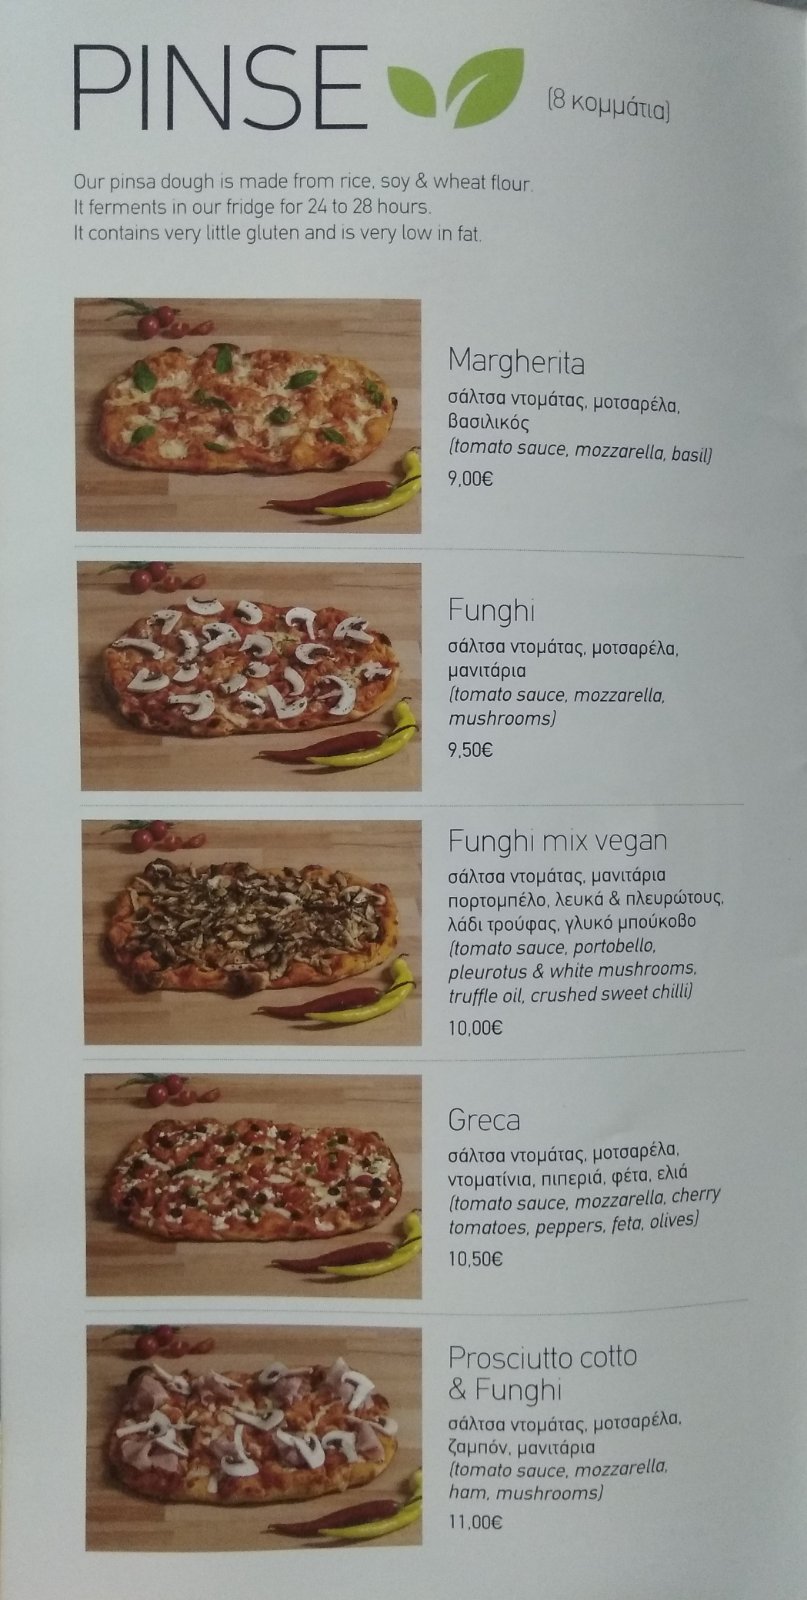 PINSE
(8 κομμάτια)
Our pinsa dough is made from rice, soy & wheat flour.
It ferments in our fridge for 24 to 28 hours.
It contains very little gluten and is very low in fat.
Margherita
σάλτσα ντομάτας, μοτσαρέλα,
βασιλικός
(tomato sauce, mozzarella, basil)
9,00€
Funghi
σάλτσα ντομάτας, μοτσαρέλα,
μανιτάρια
(tomato sauce, mozzarella,
mushrooms)
9,50€
Funghi mix vegan
σάλτσα ντομάτας, μανιτάρια
πορτομπέλο, λευκά & πλευρώτους,
λάδι τρούφας, γλυκό μπούκοβο
(tomato sauce, portobello,
pleurotus & white mushrooms,
truffle oil, crushed sweet chilli)
10,00€
Greca
σάλτσα ντομάτας, μοτσαρέλα,
ντοματίνια, πιπεριά, φέτα, ελιά
(tomato sauce, mozzarella, cherry
tomatoes, peppers, feta, olives)
10,50€
Prosciutto cotto
& Funghi
σάλτσα ντομάτας, μοτσαρέλα,
ζαμπόν, μανιτάρια
(tomato sauce, mozzarella,
ham, mushrooms)
11,00€